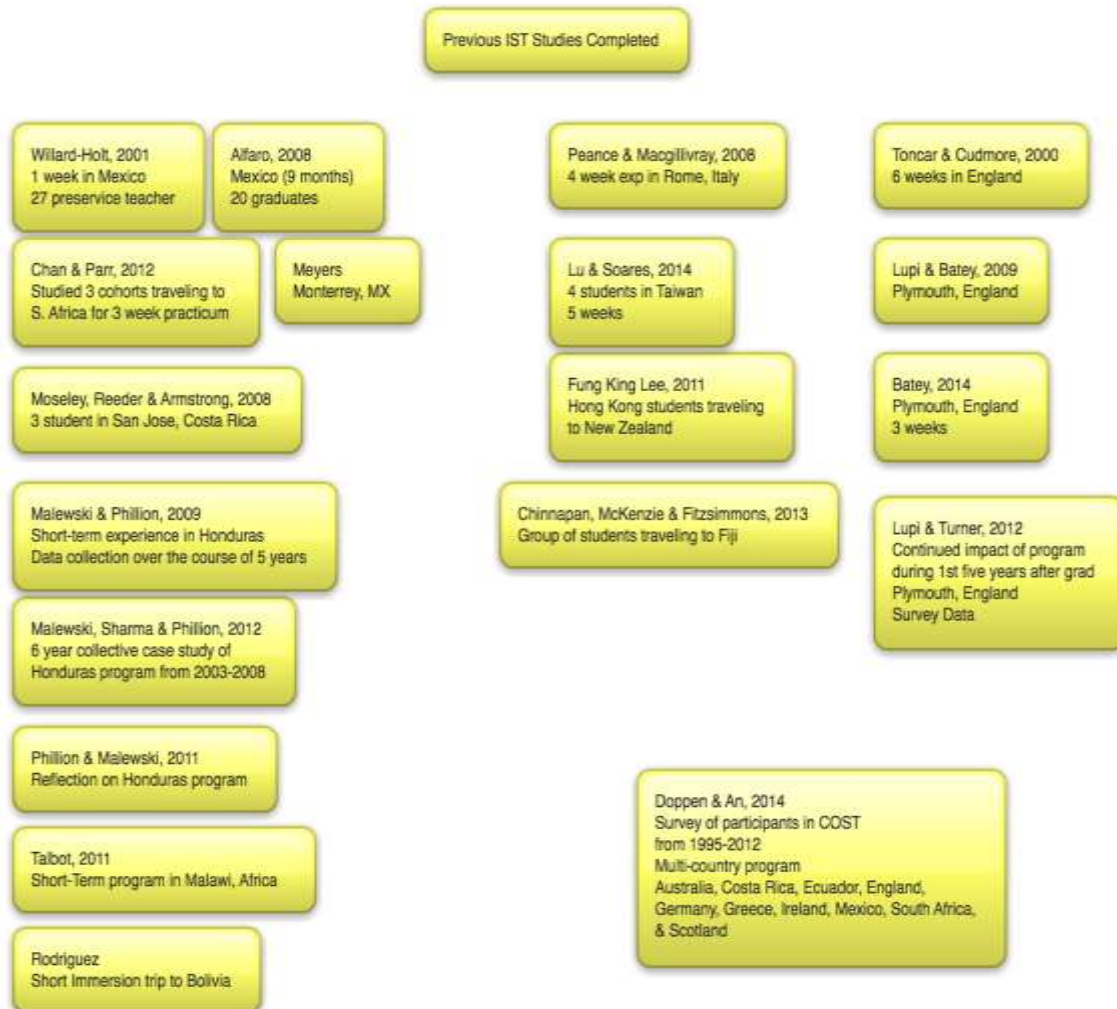 Previous IST Studies Completed
Willard-Holt, 2001
1 week in Mexico
27 preservice teacher
Alfaro, 2008
Mexico (9 months)
20 graduates
Chan & Parr, 2012
Studied 3 cohorts traveling to
S. Africa for 3 week practicum
Meyers
Monterrey, MX
Moseley, Reeder & Armstrong, 2008
3 student in San Jose, Costa Rica
Malewski & Phillion, 2009
Short-term experience in Honduras
Data collection over the course of 5 years
Malewski, Sharma & Phillion, 2012
6 year collective case study of
Honduras program from 2003-2008
Phillion & Malewski, 2011
Reflection on Honduras program
Talbot, 2011
Short-Term program in Malawi, Africa
Rodriguez
Short Immersion trip to Bolivia
Peance & Macgillivray, 2008
4 week exp in Rome, Italy
Lu & Soares, 2014
4 students in Taiwan
5 weeks
Fung King Lee, 2011
Hong Kong students traveling
to New Zealand
Chinnapan, McKenzie & Fitzsimmons, 2013
Group of students traveling to Fiji
Toncar & Cudmore, 2000
6 weeks in England
Lupi & Batey, 2009
Plymouth, England
Batey, 2014
Plymouth, England
3 weeks
Lupi & Turner, 2012
Continued impact of program
during 1st five years after grad
Plymouth, England
Survey Data
Doppen & An, 2014
Survey of participants in COST
from 1995-2012
Multi-country program
Australia, Costa Rica, Ecuador, England,
Germany, Greece, Ireland, Mexico, South Africa,
& Scotland